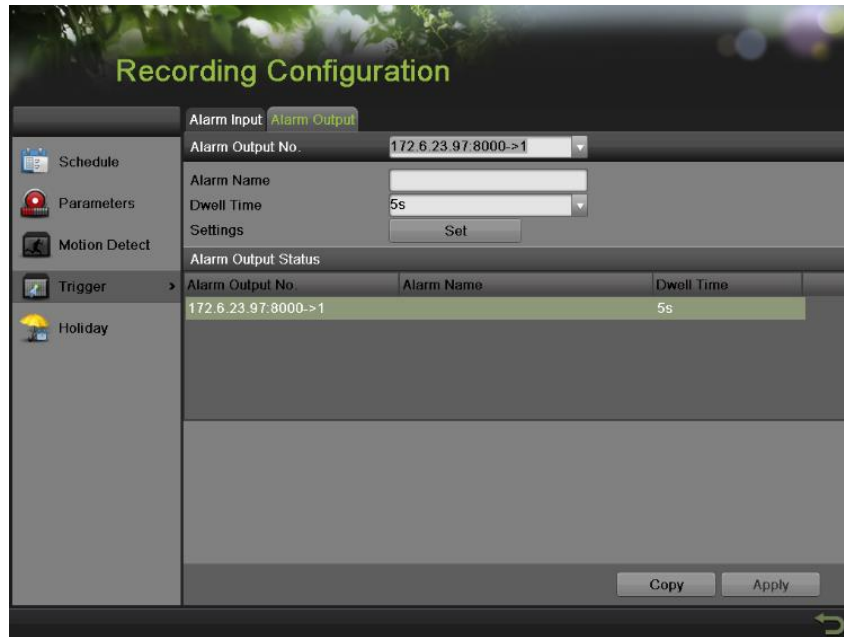 Recording Configuration
Alarm Input Alarm Output
Alarm Output No. 172.6.23.97:8000->1
Schedule
Alarm Name
Parameters
Dwell Time 5s
Settings Set
Motion Detect
Alarm Output Status
Trigger >
Alarm Output No. Alarm Name Dwell Time
172.6.23.97:8000->1 5s
Holiday
Copy Apply